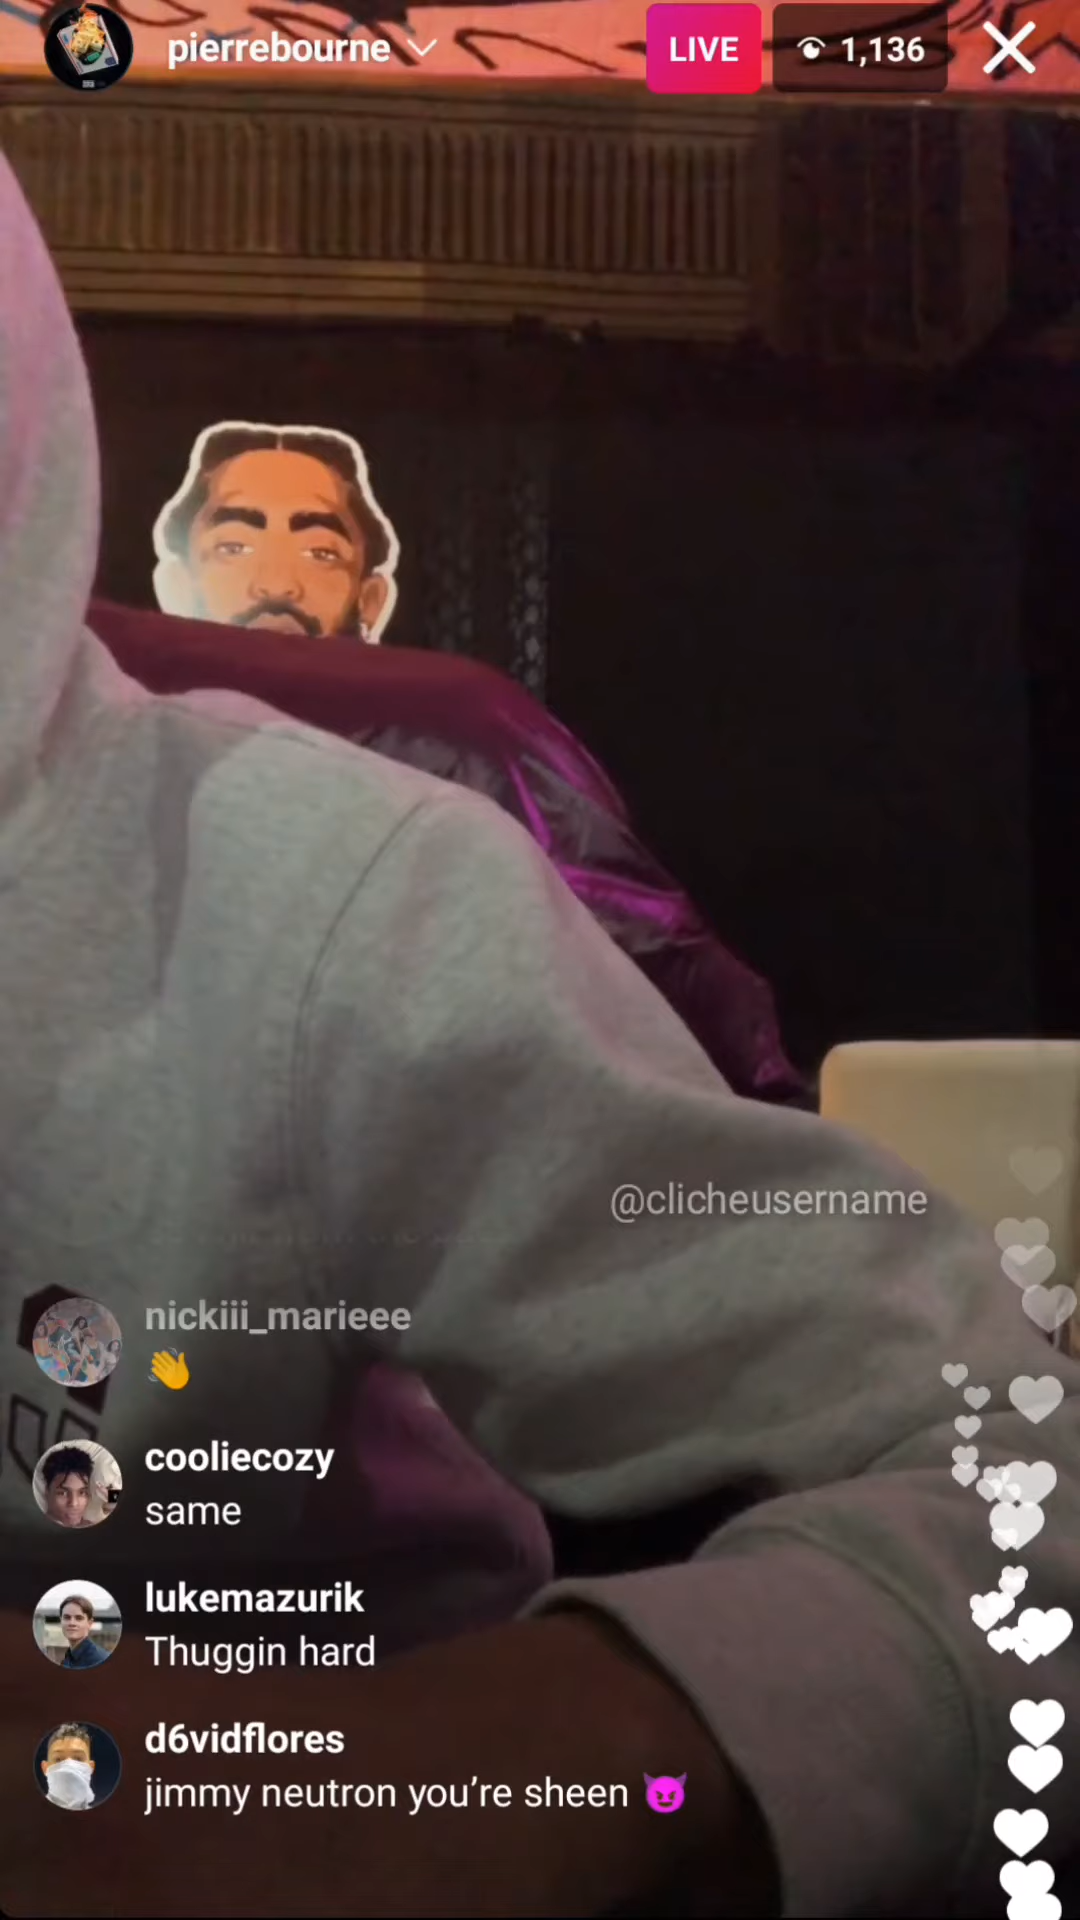 pierrebourne
LIVE
1,136
@clicheusername
nickiii_marieee
👋
cooliecozy
same
lukemazurik
Thuggin hard
d6vidflores
jimmy neutron you're sheen 😈